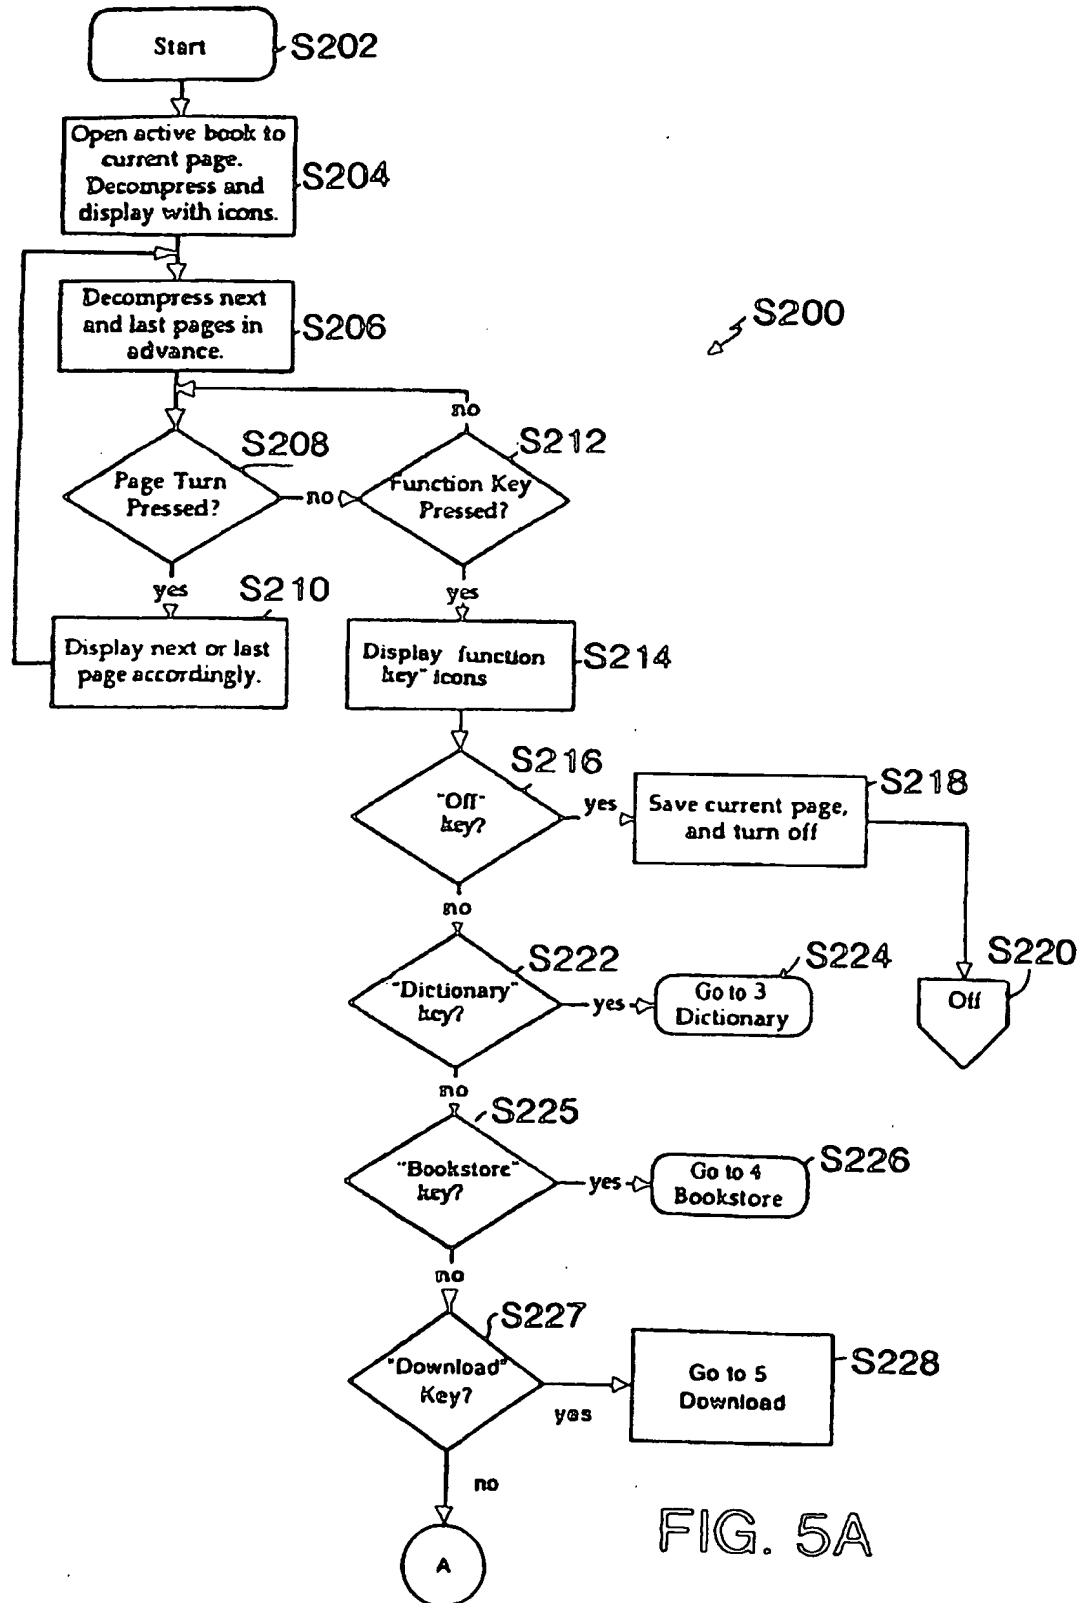 Start
S202
Open active book to
current page.
Decompress and
display with icons.
S204
Decompress next
and last pages in
advance.
S206
S200
no
Page Turn
Pressed?
S208
no
Function Key
Pressed?
S212
yes
S210
yes
Display next or last
page accordingly.
Display function
key" icons
S214
"Off"
key?
S216
yes
Save current page,
and turn off
S218
no
"Dictionary"
key?
S222
yes
Go to 3
Dictionary
S224
Off
S220
no
"Bookstore"
key?
S225
yes
Go to 4
Bookstore
S226
no
"Download"
Key?
S227
yes
Go to 5
Download
S228
no
A
FIG. 5A